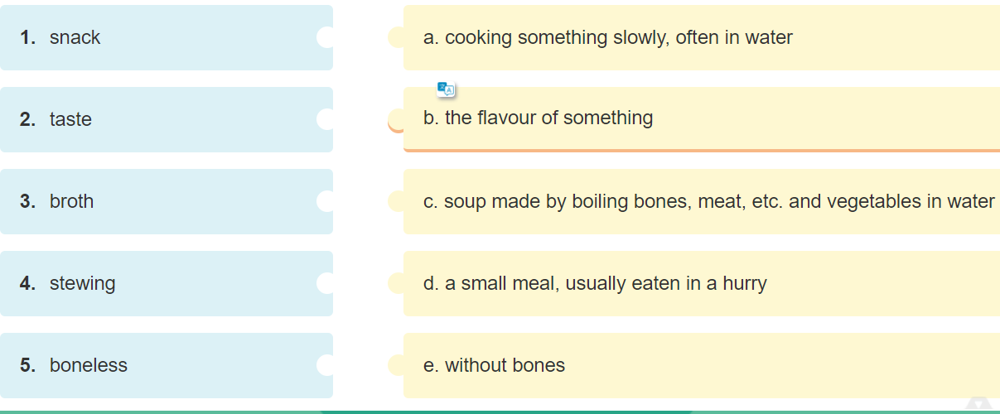 1. snack
a. cooking something slowly, often in water
2. taste
b. the flavour of something
3. broth
c. soup made by boiling bones, meat, etc. and vegetables in water
4. stewing
d. a small meal, usually eaten in a hurry
5. boneless
e. without bones